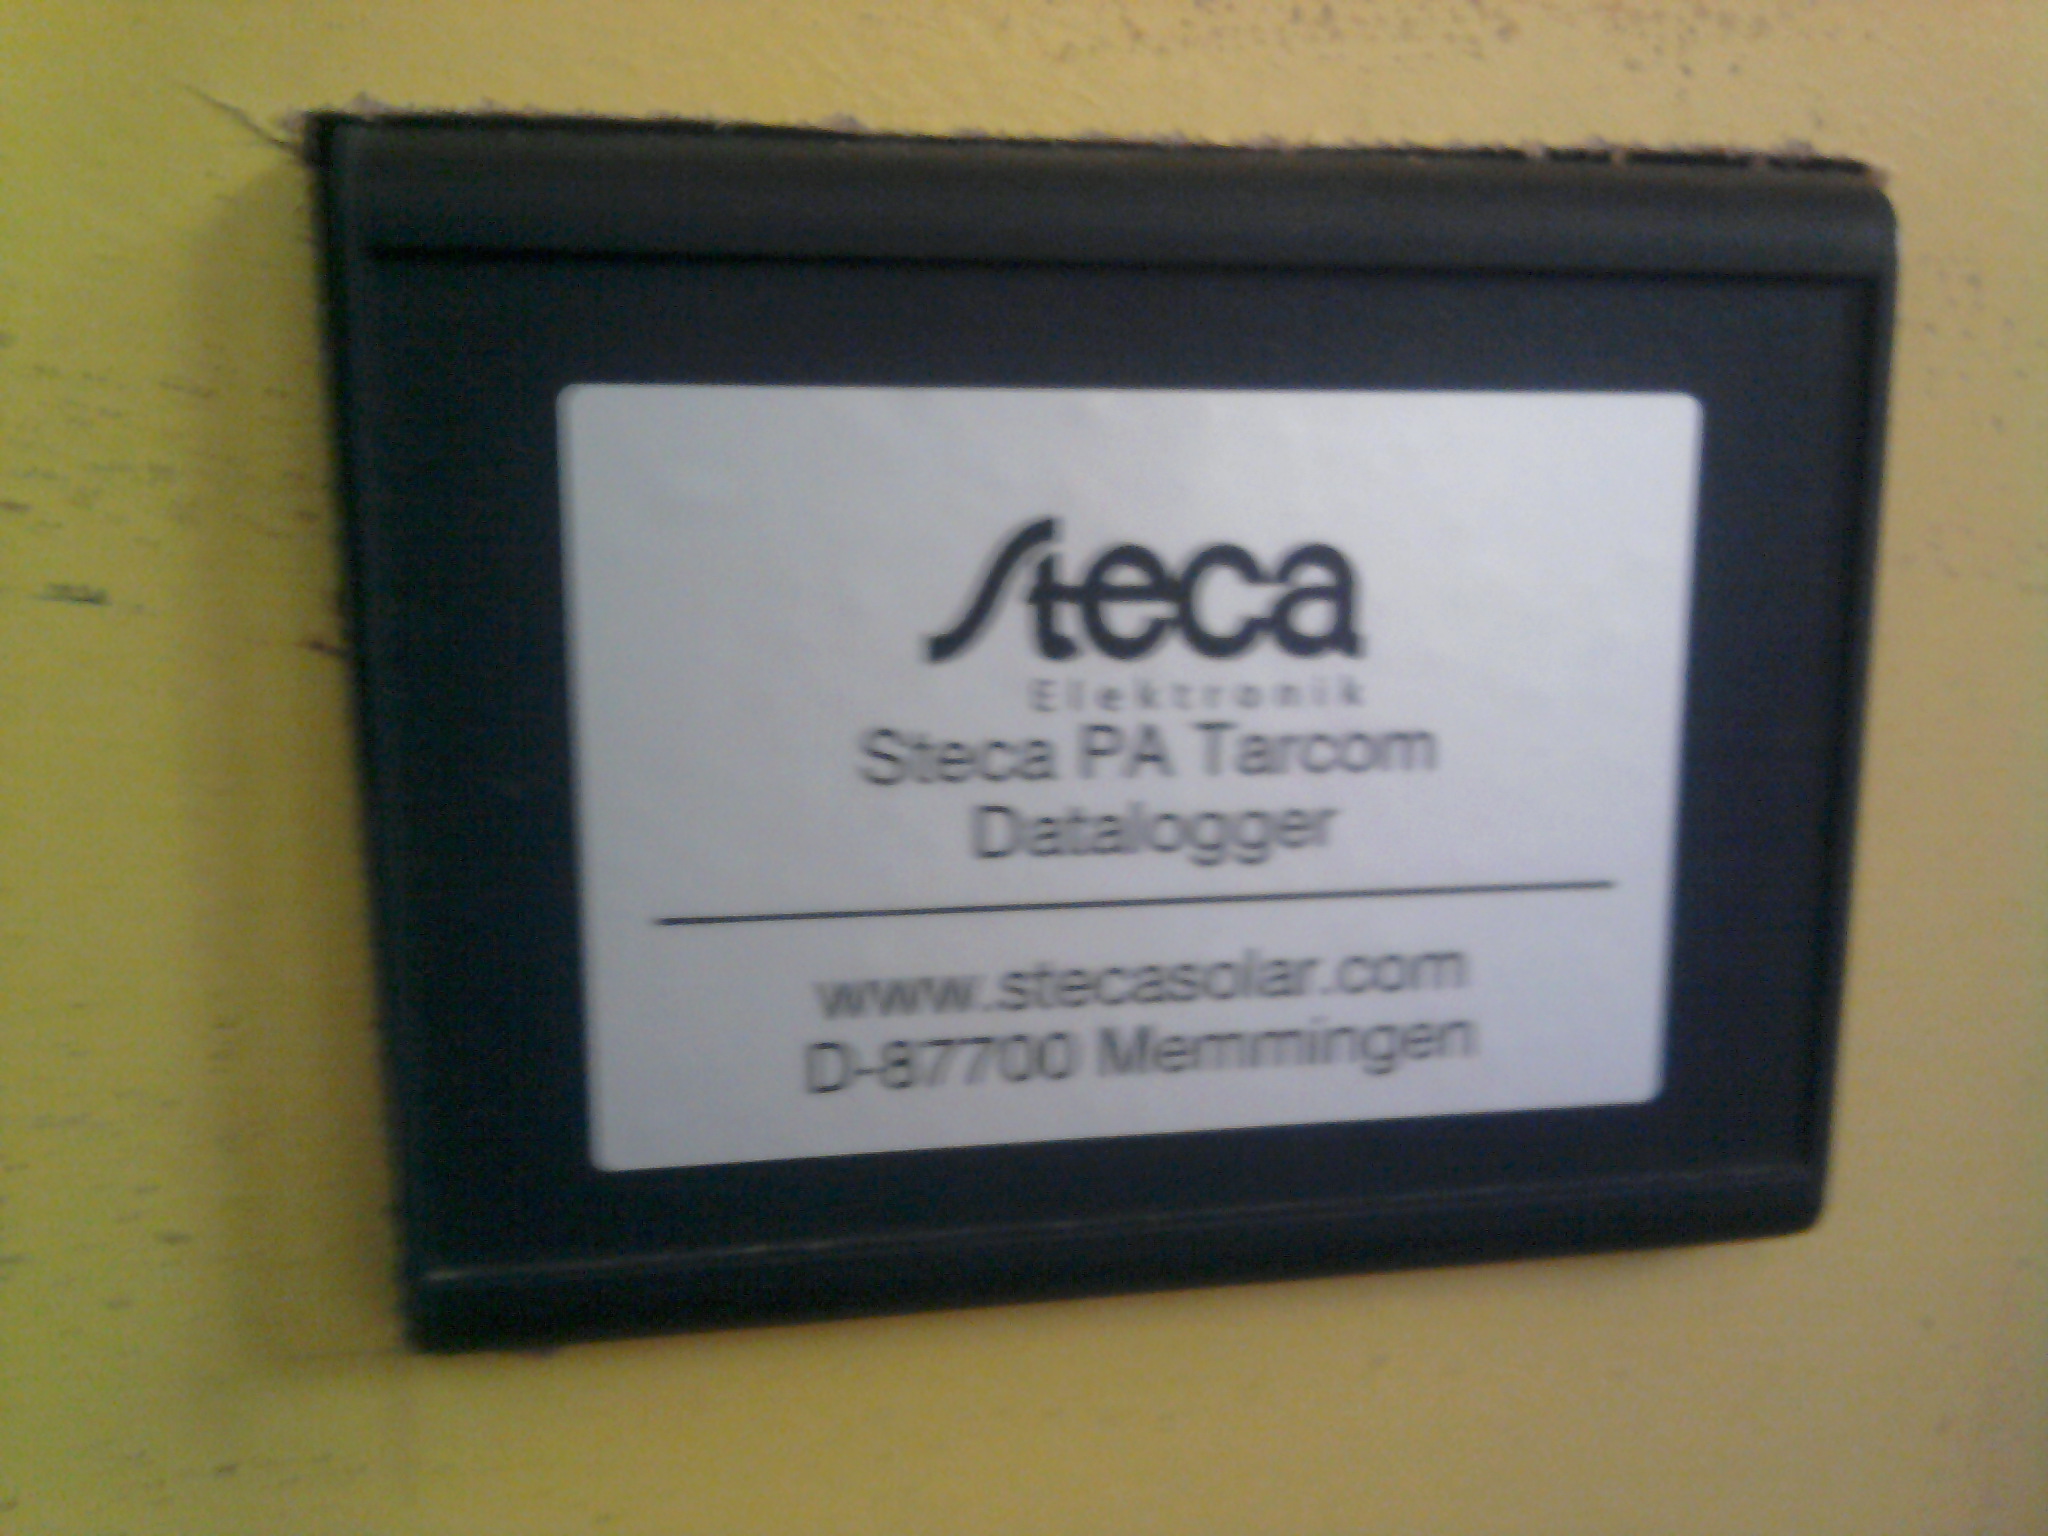 Steca
Elektronik
Steca PA Tarcom
Datalogger
www.stecasolar.com
D-87700 Memmingen